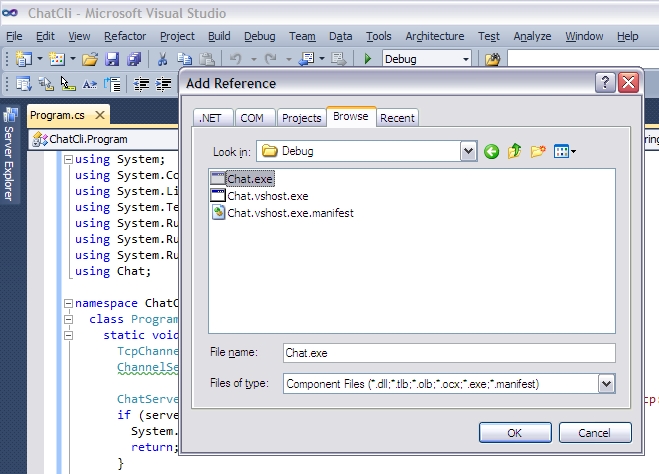 ChatCli - Microsoft Visual Studio
File Edit View Refactor Project Build Debug Team Data Tools Architecture Test Analyze Window Help
Debug
Add Reference
Program.cs
.NET COM Projects Browse Recent
ChatCli.Program
Look in: Debug
Server Explorer
using System;
using System.Co
using System.Li
using System.Te
using System.Ru
using System.Ru
using System.Ru
using Chat;
Chat.exe
Chat.vshost.exe
Chat.vshost.exe.manifest
namespace ChatC
class Program
static void
TcpChanne
ChannelSe
File name: Chat.exe
Files of type: Component Files (*.dll;*.tlb;*.olb;*.ocx;*.exe;*.manifest)
ChatServe
if (serve
System.
return;
}
OK Cancel